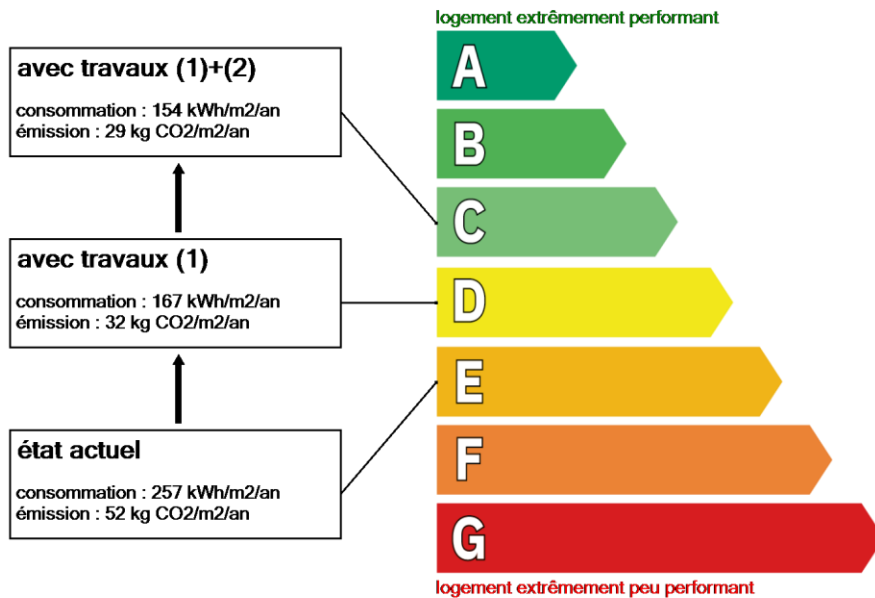 logement extrêmement performant
avec travaux (1)+(2)
consommation : 154 kWh/m2/an
émission : 29 kg CO2/m2/an
avec travaux (1)
consommation : 167 kWh/m2/an
émission : 32 kg CO2/m2/an
état actuel
consommation : 257 kWh/m2/an
émission : 52 kg CO2/m2/an
A
B
C
D
E
F
G
logement extrêmement peu performant